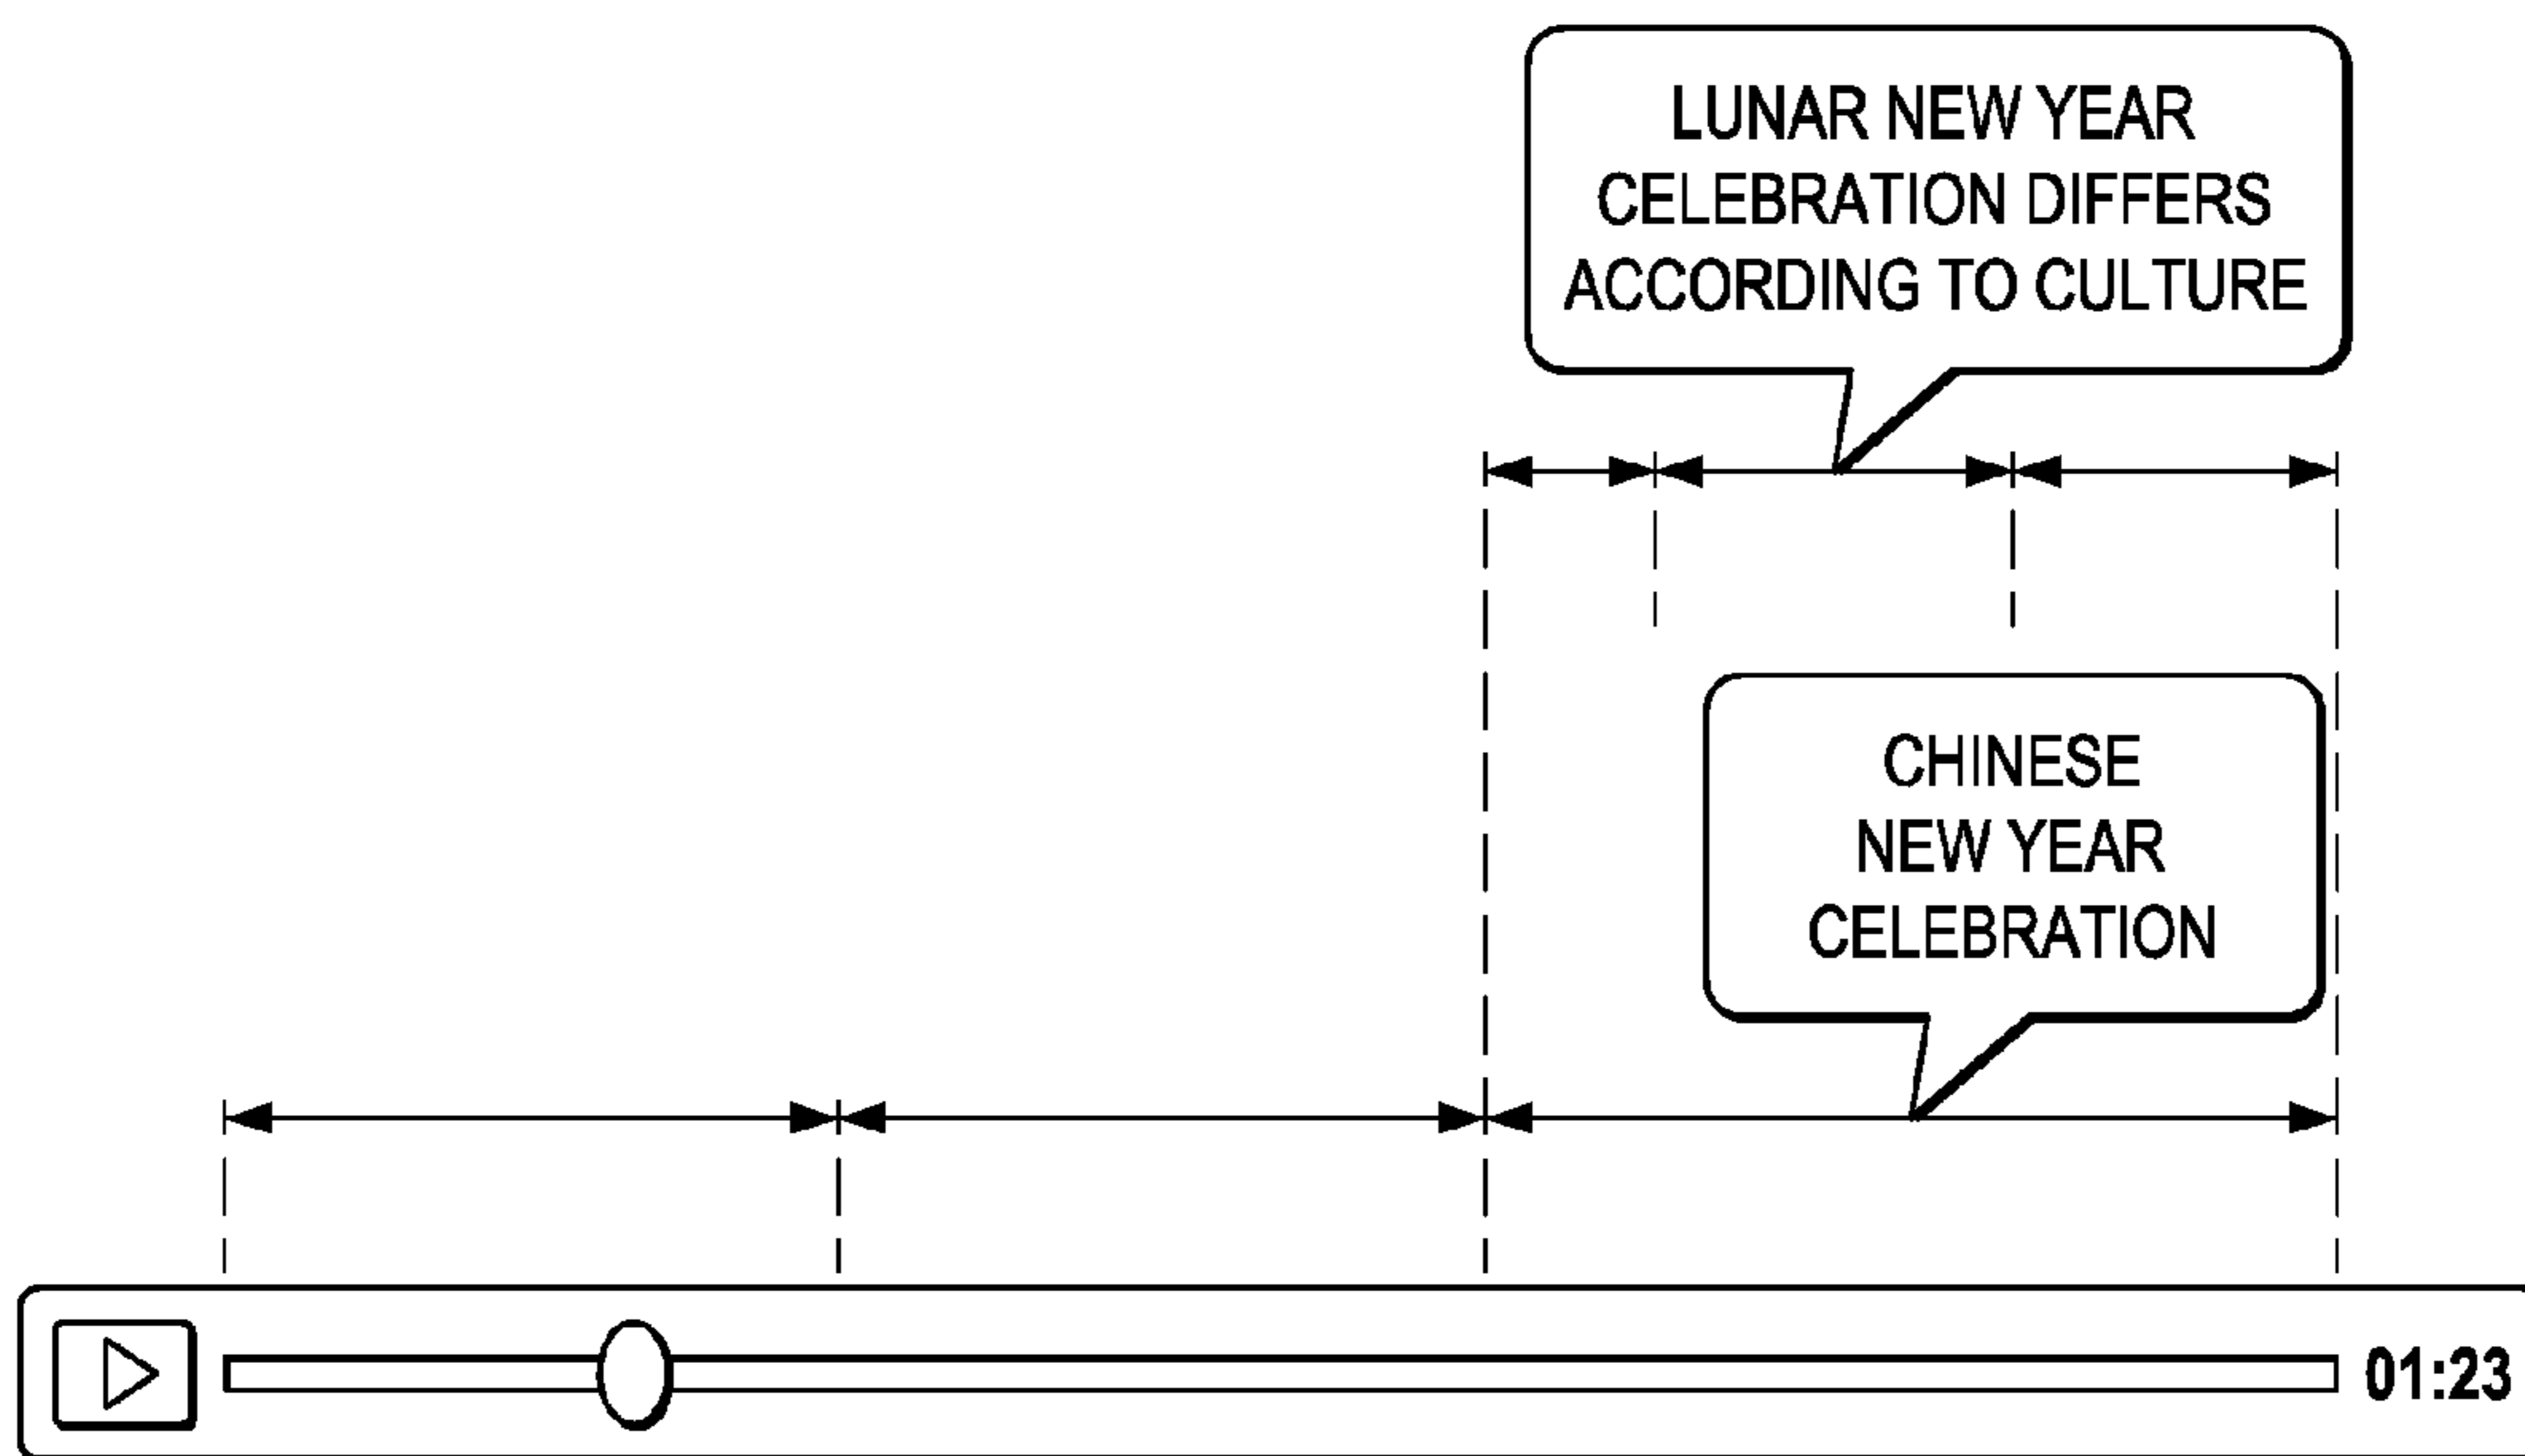 LUNAR NEW YEAR
CELEBRATION DIFFERS
ACCORDING TO CULTURE
CHINESE
NEW YEAR
CELEBRATION
01:23